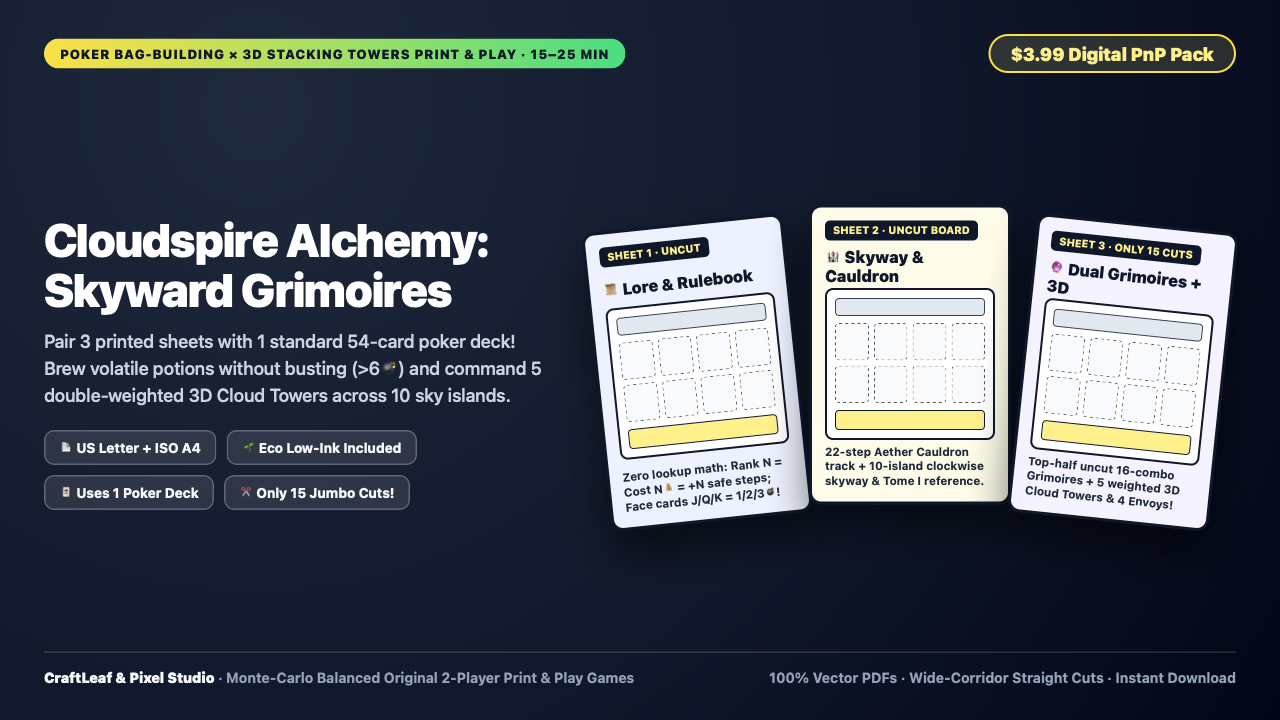 POKER BAG-BUILDING × 3D STACKING TOWERS PRINT & PLAY · 15–25 MIN
$3.99 Digital PnP Pack
Cloudspire Alchemy:
Skyward Grimoires
Pair 3 printed sheets with 1 standard 54-card poker deck!
Brew volatile potions without busting (>6💣) and command 5
double-weighted 3D Cloud Towers across 10 sky islands.
📄 US Letter + ISO A4
🌱 Eco Low-Ink Included
🃏 Uses 1 Poker Deck
✂️ Only 15 Jumbo Cuts!
SHEET 1 · UNCUT
📜 Lore & Rulebook
Zero lookup math: Rank N =
Cost N💰 = +N safe steps;
Face cards J/Q/K = 1/2/3💣!
SHEET 2 · UNCUT BOARD
🏰 Skyway &
Cauldron
22-step Aether Cauldron
track + 10-island clockwise
skyway & Tome I reference.
SHEET 3 · ONLY 15 CUTS
🔮 Dual Grimoires +
3D
Top-half uncut 16-combo
Grimoires + 5 weighted 3D
Cloud Towers & 4 Envoys!
CraftLeaf & Pixel Studio · Monte-Carlo Balanced Original 2-Player Print & Play Games
100% Vector PDFs · Wide-Corridor Straight Cuts · Instant Download